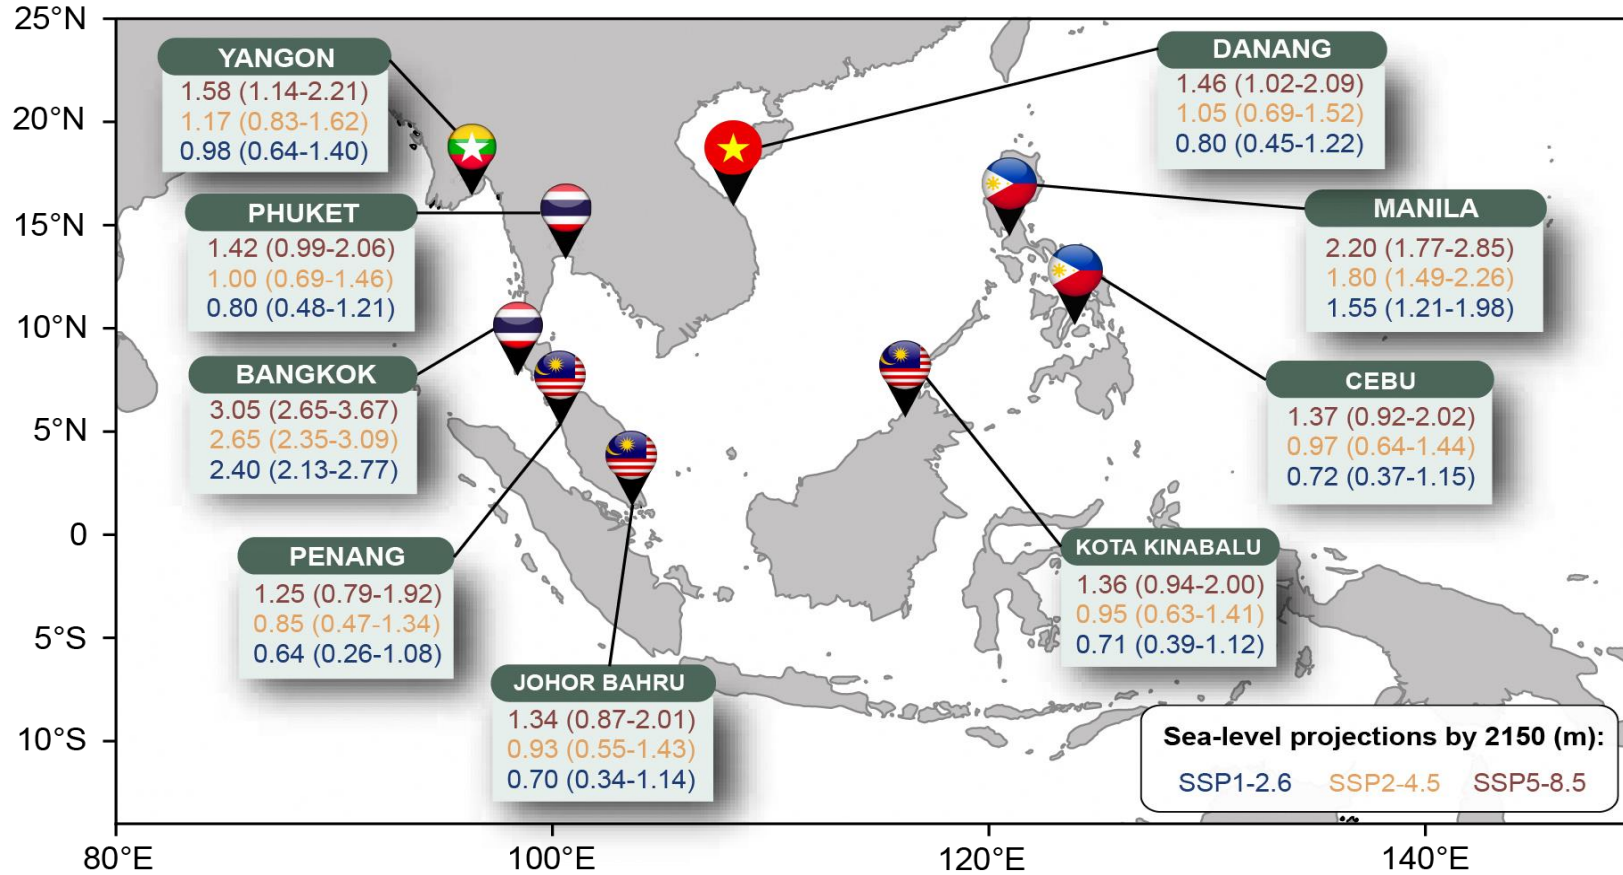 25°N
20°N
15°N
10°N
5°N
0
5°S
10°S
80°E
100°E
120°E
140°E
YANGON
1.58 (1.14-2.21)
1.17 (0.83-1.62)
0.98 (0.64-1.40)
PHUKET
1.42 (0.99-2.06)
1.00 (0.69-1.46)
0.80 (0.48-1.21)
BANGKOK
3.05 (2.65-3.67)
2.65 (2.35-3.09)
2.40 (2.13-2.77)
PENANG
1.25 (0.79-1.92)
0.85 (0.47-1.34)
0.64 (0.26-1.08)
JOHOR BAHRU
1.34 (0.87-2.01)
0.93 (0.55-1.43)
0.70 (0.34-1.14)
DANANG
1.46 (1.02-2.09)
1.05 (0.69-1.52)
0.80 (0.45-1.22)
MANILA
2.20 (1.77-2.85)
1.80 (1.49-2.26)
1.55 (1.21-1.98)
CEBU
1.37 (0.92-2.02)
0.97 (0.64-1.44)
0.72 (0.37-1.15)
KOTA KINABALU
1.36 (0.94-2.00)
0.95 (0.63-1.41)
0.71 (0.39-1.12)
Sea-level projections by 2150 (m):
SSP1-2.6 SSP2-4.5 SSP5-8.5